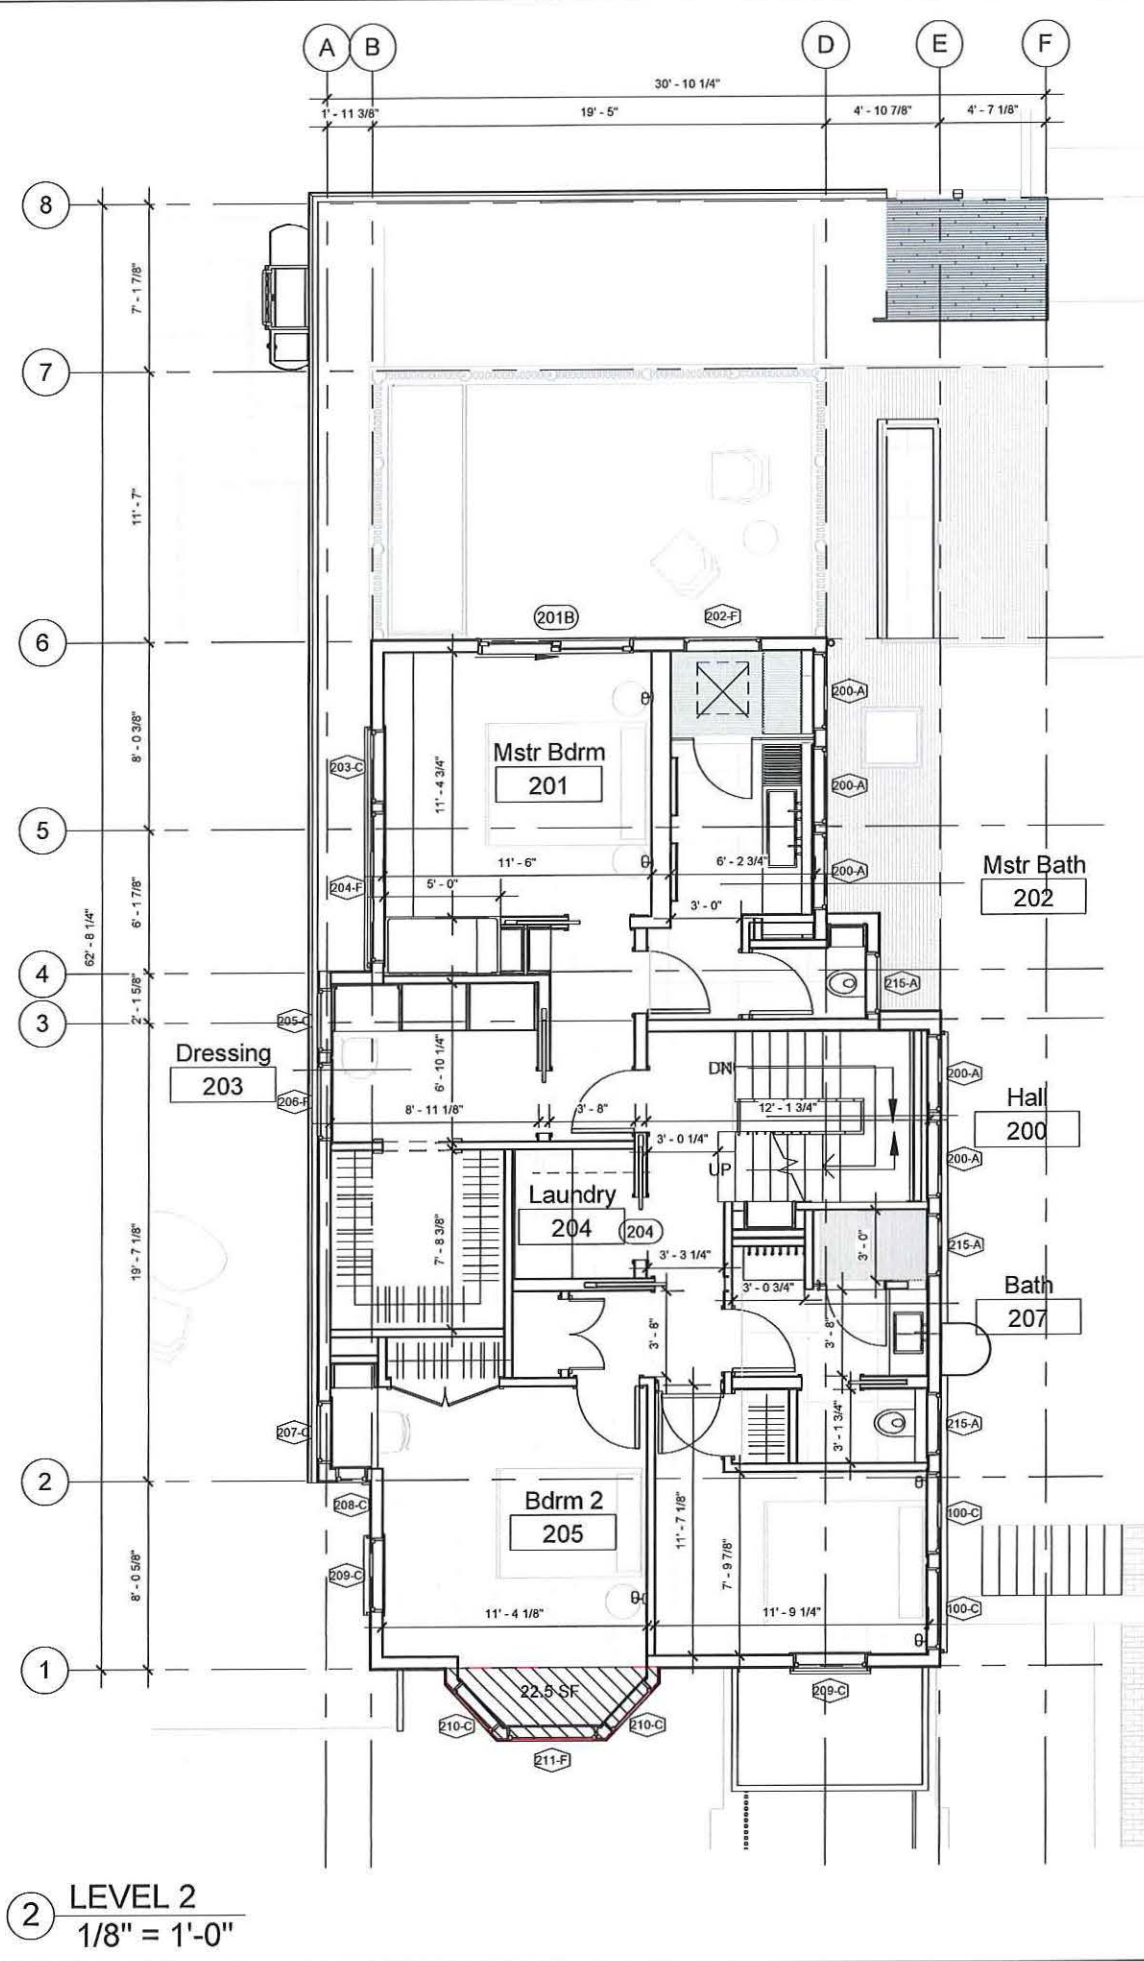 A B D E F
30' - 10 1/4"
1' - 11 3/8" 19' - 5" 4' - 10 7/8" 4' - 7 1/8"
8
7' - 1 7/8"
7
11' - 7"
6
201B
202-F
200-A
8' - 0 3/8"
Mstr Bdrm
201
203-C
11' - 4 3/4"
200-A
5
11' - 6"
6' - 2 3/4"
200-A
Mstr Bath
202
204-F
5' - 0"
3' - 0"
6' - 1 7/8"
62' - 8 1/4"
4
215-A
2' - 1 5/8"
3
205-C
Dressing
203
206-F
6' - 10 1/4"
DN
200-A
Hall
200
8' - 11 1/8"
3' - 8"
12' - 1 3/4"
3' - 0 1/4"
UP
200-A
Laundry
204
204
7' - 8 3/8"
19' - 7 1/8"
3' - 3 1/4"
3' - 0"
215-A
3' - 0 3/4"
Bath
207
3' - 8"
3' - 8"
207-C
3' - 1 3/4"
215-A
2
208-C
Bdrm 2
205
11' - 7 1/8"
7' - 9 7/8"
100-C
8' - 0 5/8"
209-C
11' - 4 1/8"
11' - 9 1/4"
100-C
1
22.5 SF
209-C
210-C
210-C
211-F
2
LEVEL 2
1/8" = 1'-0"